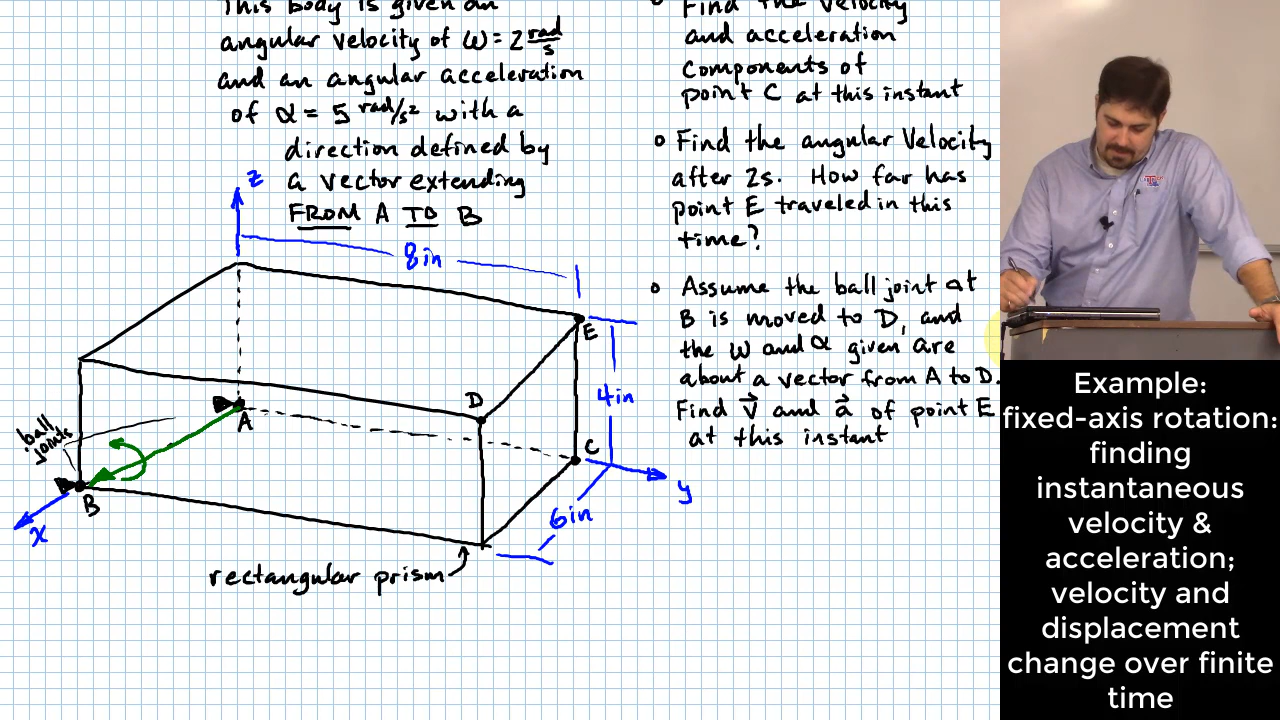 This body is given an
angular velocity of ω = 2 rad/s
and an angular acceleration
of α = 5 rad/s² with a
direction defined by
a vector extending
FROM A TO B
Find the velocity
and acceleration
components of
point C at this instant
Find the angular Velocity
after 2s. How far has
point E traveled in this
time?
Assume the ball joint at
B is moved to D, and
the ω and α given are
about a vector from A to D.
Find v⃗ and a⃗ of point E
at this instant
z
8in
E
4in
D
A
C
ball
joints
B
y
x
6in
rectangular prism
Example:
fixed-axis rotation:
finding
instantaneous
velocity &
acceleration;
velocity and
displacement
change over finite
time